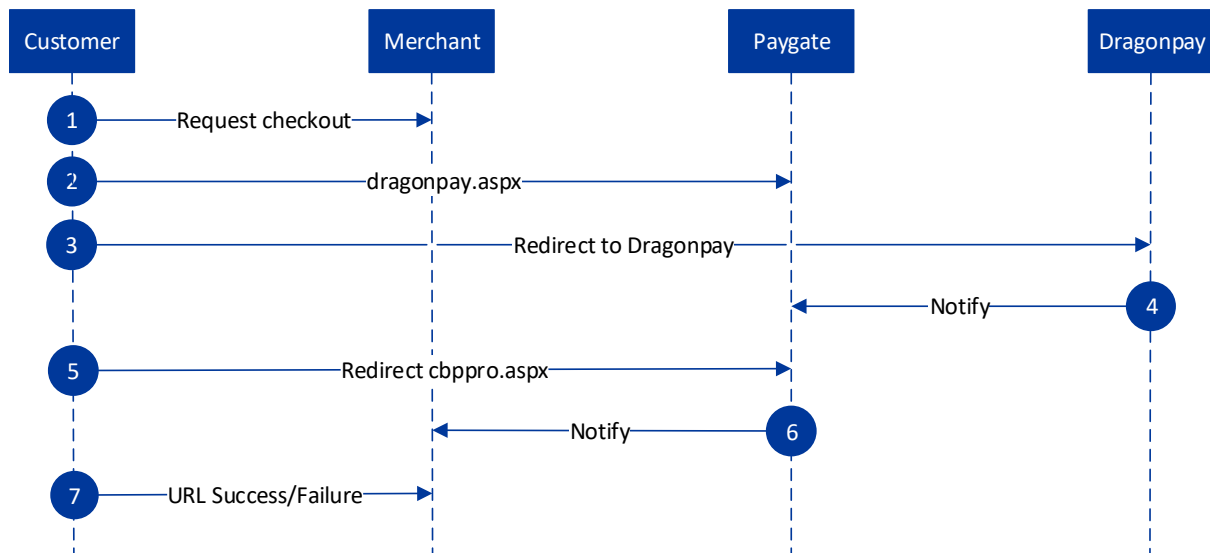 Customer
Merchant
Paygate
Dragonpay
1
Request checkout
2
dragonpay.aspx
3
Redirect to Dragonpay
Notify
4
5
Redirect cbppro.aspx
Notify
6
7
URL Success/Failure